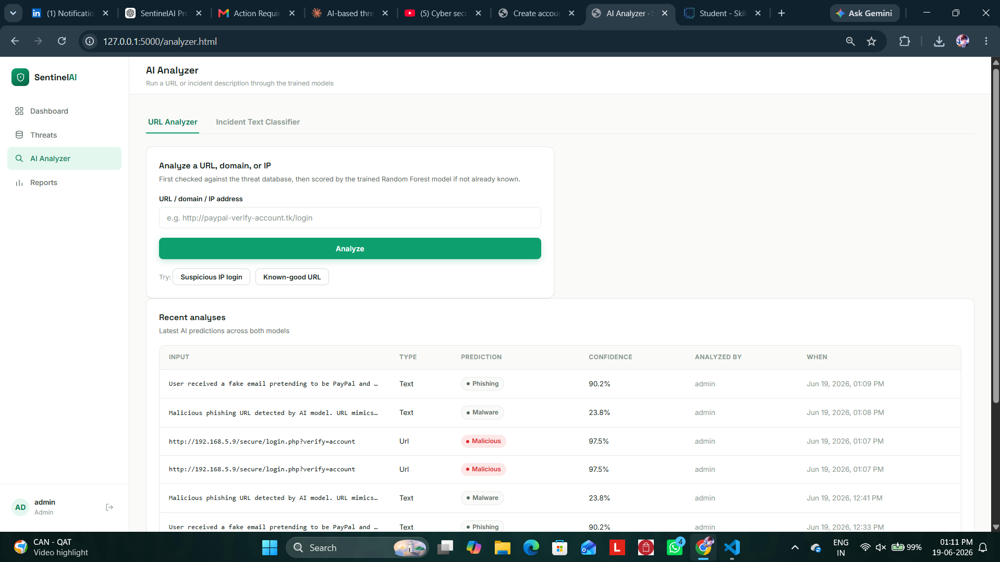 (1) Notificatio
SentinelAI Pro
Action Requir
AI-based thre
(5) Cyber secu
Create accou
AI Analyzer · S
Student - Skil
Ask Gemini
127.0.0.1:5000/analyzer.html
SentinelAI
Dashboard
Threats
AI Analyzer
Reports
AD
admin
Admin
AI Analyzer
Run a URL or incident description through the trained models
URL Analyzer
Incident Text Classifier
Analyze a URL, domain, or IP
First checked against the threat database, then scored by the trained Random Forest model if not already known.
URL / domain / IP address
e.g. http://paypal-verify-account.tk/login
Analyze
Try: Suspicious IP login Known-good URL
Recent analyses
Latest AI predictions across both models
INPUT TYPE PREDICTION CONFIDENCE ANALYZED BY WHEN
User received a fake email pretending to be PayPal and … Text Phishing 90.2% admin Jun 19, 2026, 01:09 PM
Malicious phishing URL detected by AI model. URL mimics… Text Malware 23.8% admin Jun 19, 2026, 01:08 PM
http://192.168.5.9/secure/login.php?verify=account Url Malicious 97.5% admin Jun 19, 2026, 01:07 PM
http://192.168.5.9/secure/login.php?verify=account Url Malicious 97.5% admin Jun 19, 2026, 01:07 PM
Malicious phishing URL detected by AI model. URL mimics… Text Malware 23.8% admin Jun 19, 2026, 12:41 PM
User received a fake email pretending to be PayPal and … Text Phishing 90.2% admin Jun 19, 2026, 12:33 PM
CAN - QAT
Video highlight
Search
L
4
ENG
IN
99%
01:11 PM
19-06-2026